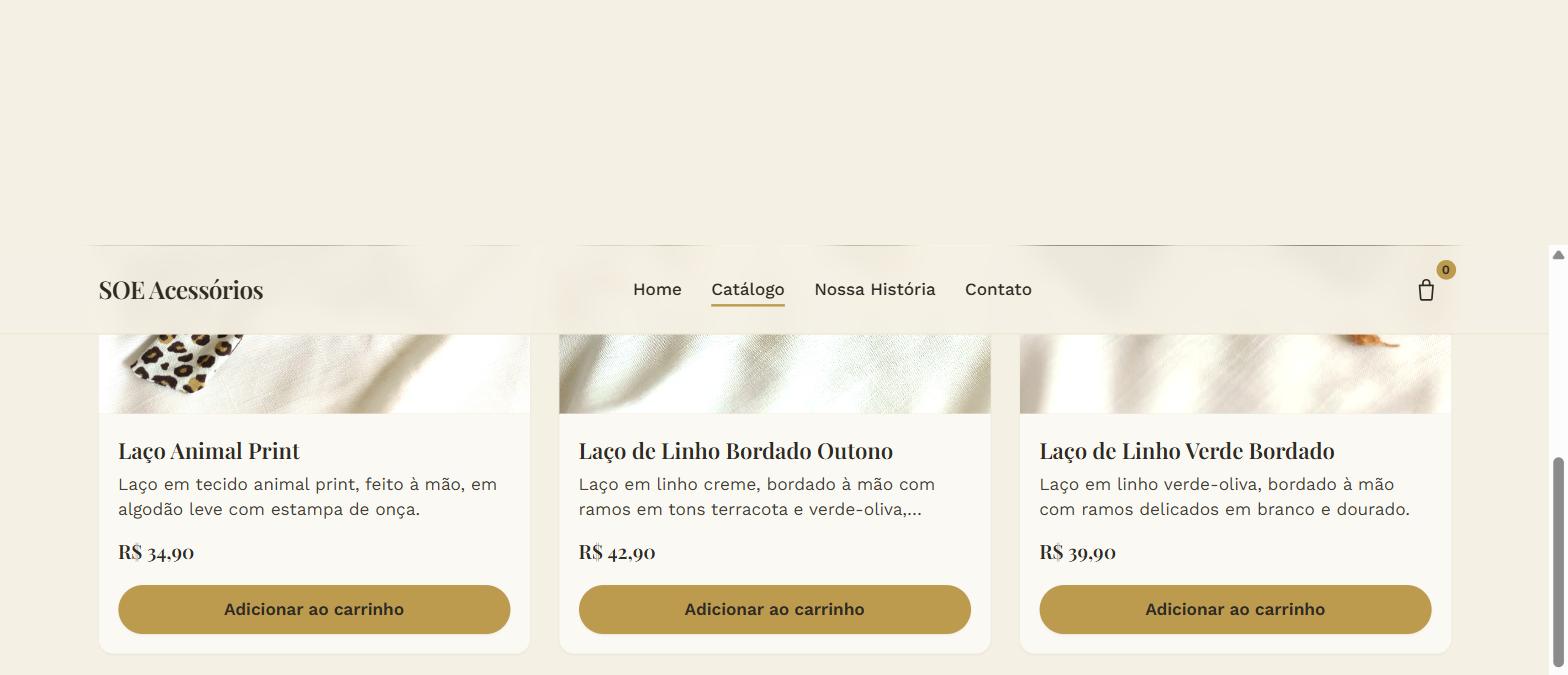 SOE Acessórios
Home
Catálogo
Nossa História
Contato
0
Laço Animal Print
Laço em tecido animal print, feito à mão, em
algodão leve com estampa de onça.
R$ 34,90
Adicionar ao carrinho
Laço de Linho Bordado Outono
Laço em linho creme, bordado à mão com
ramos em tons terracota e verde-oliva,...
R$ 42,90
Adicionar ao carrinho
Laço de Linho Verde Bordado
Laço em linho verde-oliva, bordado à mão
com ramos delicados em branco e dourado.
R$ 39,90
Adicionar ao carrinho